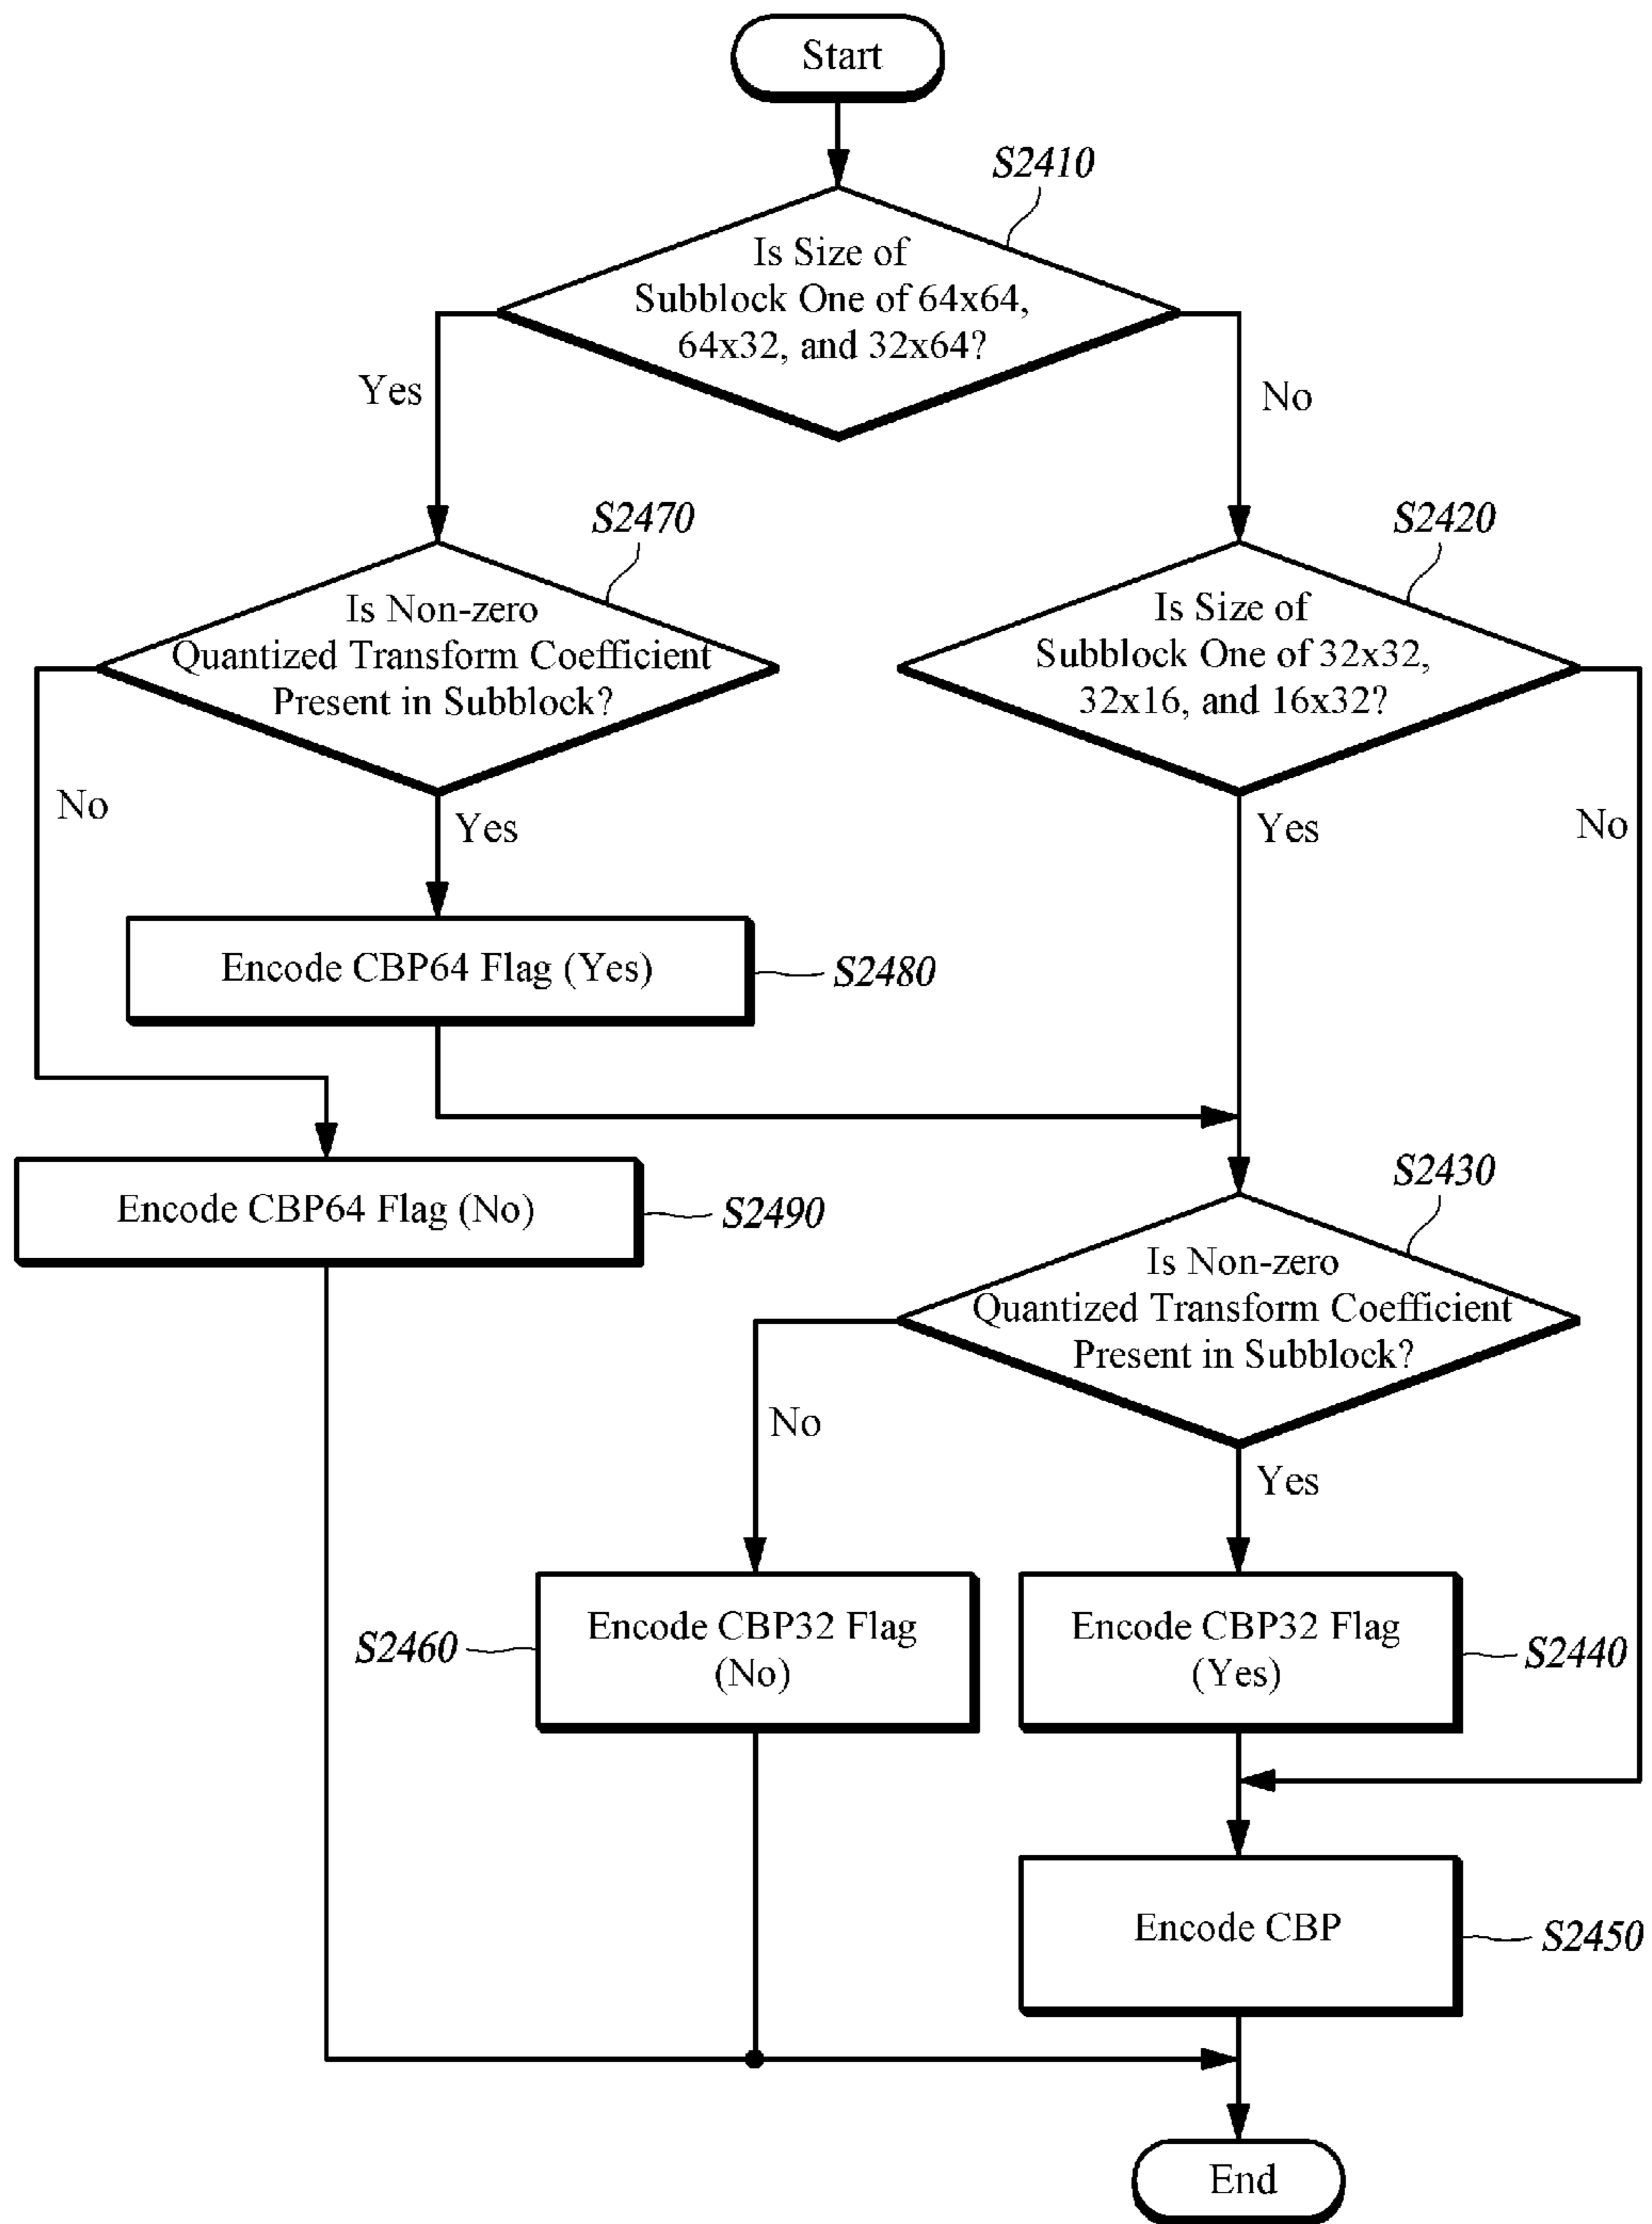 Start
S2410
Is Size of
Subblock One of 64x64,
64x32, and 32x64?
Yes
No
S2470
S2420
Is Non-zero
Quantized Transform Coefficient
Present in Subblock?
Is Size of
Subblock One of 32x32,
32x16, and 16x32?
No
Yes
Yes
No
Encode CBP64 Flag (Yes)
S2480
Encode CBP64 Flag (No)
S2490
S2430
Is Non-zero
Quantized Transform Coefficient
Present in Subblock?
No
Yes
S2460
Encode CBP32 Flag
(No)
Encode CBP32 Flag
(Yes)
S2440
Encode CBP
S2450
End